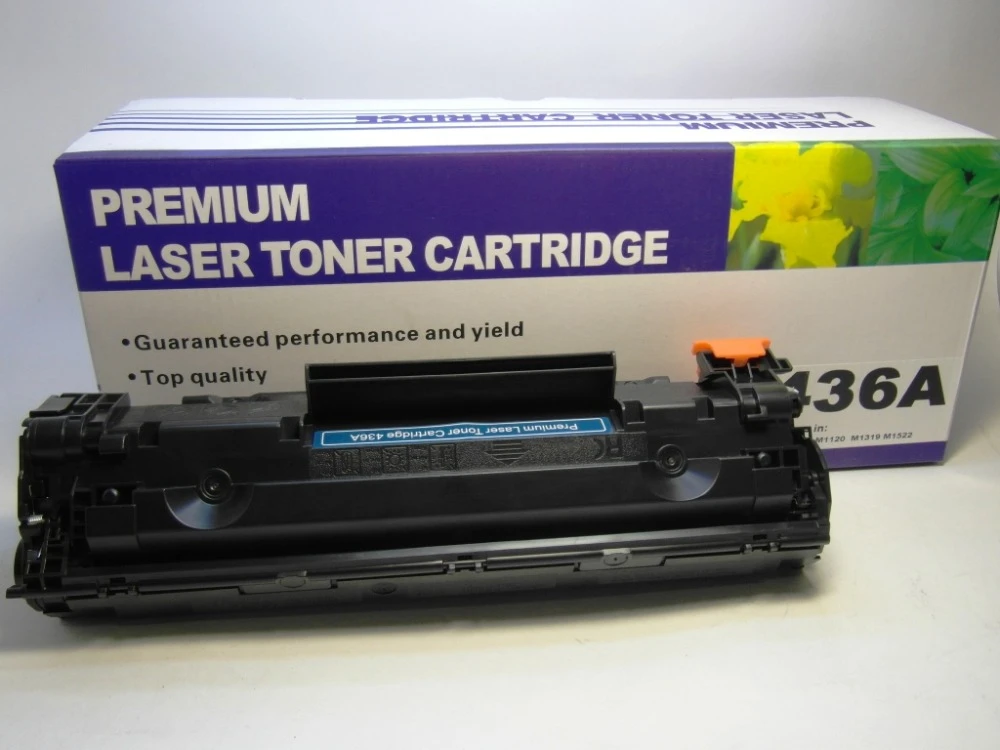 PREMIUM
LASER TONER CARTRIDGE
PREMIUM
LASER TONER CARTRIDGE
•Guaranteed performance and yield
•Top quality
436A
in:
M1120 M1319 M1522
Premium Laser Toner Cartridge 436A